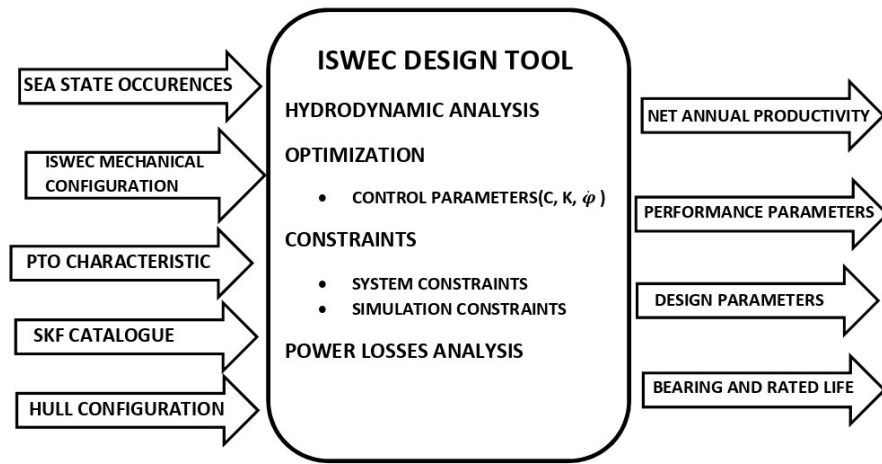 SEA STATE OCCURENCES
ISWEC MECHANICAL
CONFIGURATION
PTO CHARACTERISTIC
SKF CATALOGUE
HULL CONFIGURATION
ISWEC DESIGN TOOL
HYDRODYNAMIC ANALYSIS
OPTIMIZATION
• CONTROL PARAMETERS(C, K, φ̇ )
CONSTRAINTS
• SYSTEM CONSTRAINTS
• SIMULATION CONSTRAINTS
POWER LOSSES ANALYSIS
NET ANNUAL PRODUCTIVITY
PERFORMANCE PARAMETERS
DESIGN PARAMETERS
BEARING AND RATED LIFE